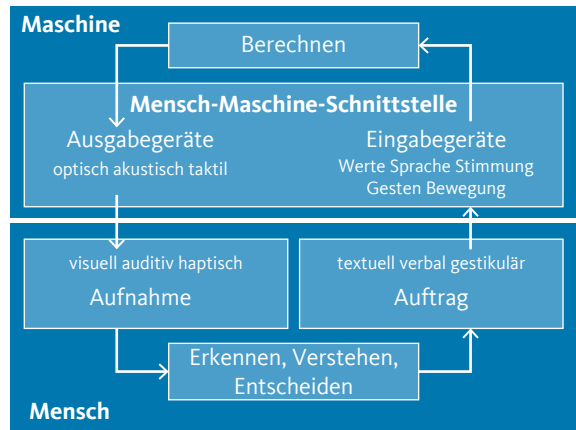 Maschine
Berechnen
Mensch-Maschine-Schnittstelle
Ausgabegeräte
optisch akustisch taktil
Eingabegeräte
Werte Sprache Stimmung
Gesten Bewegung
visuell auditiv haptisch
Aufnahme
textuell verbal gestikulär
Auftrag
Erkennen, Verstehen,
Entscheiden
Mensch